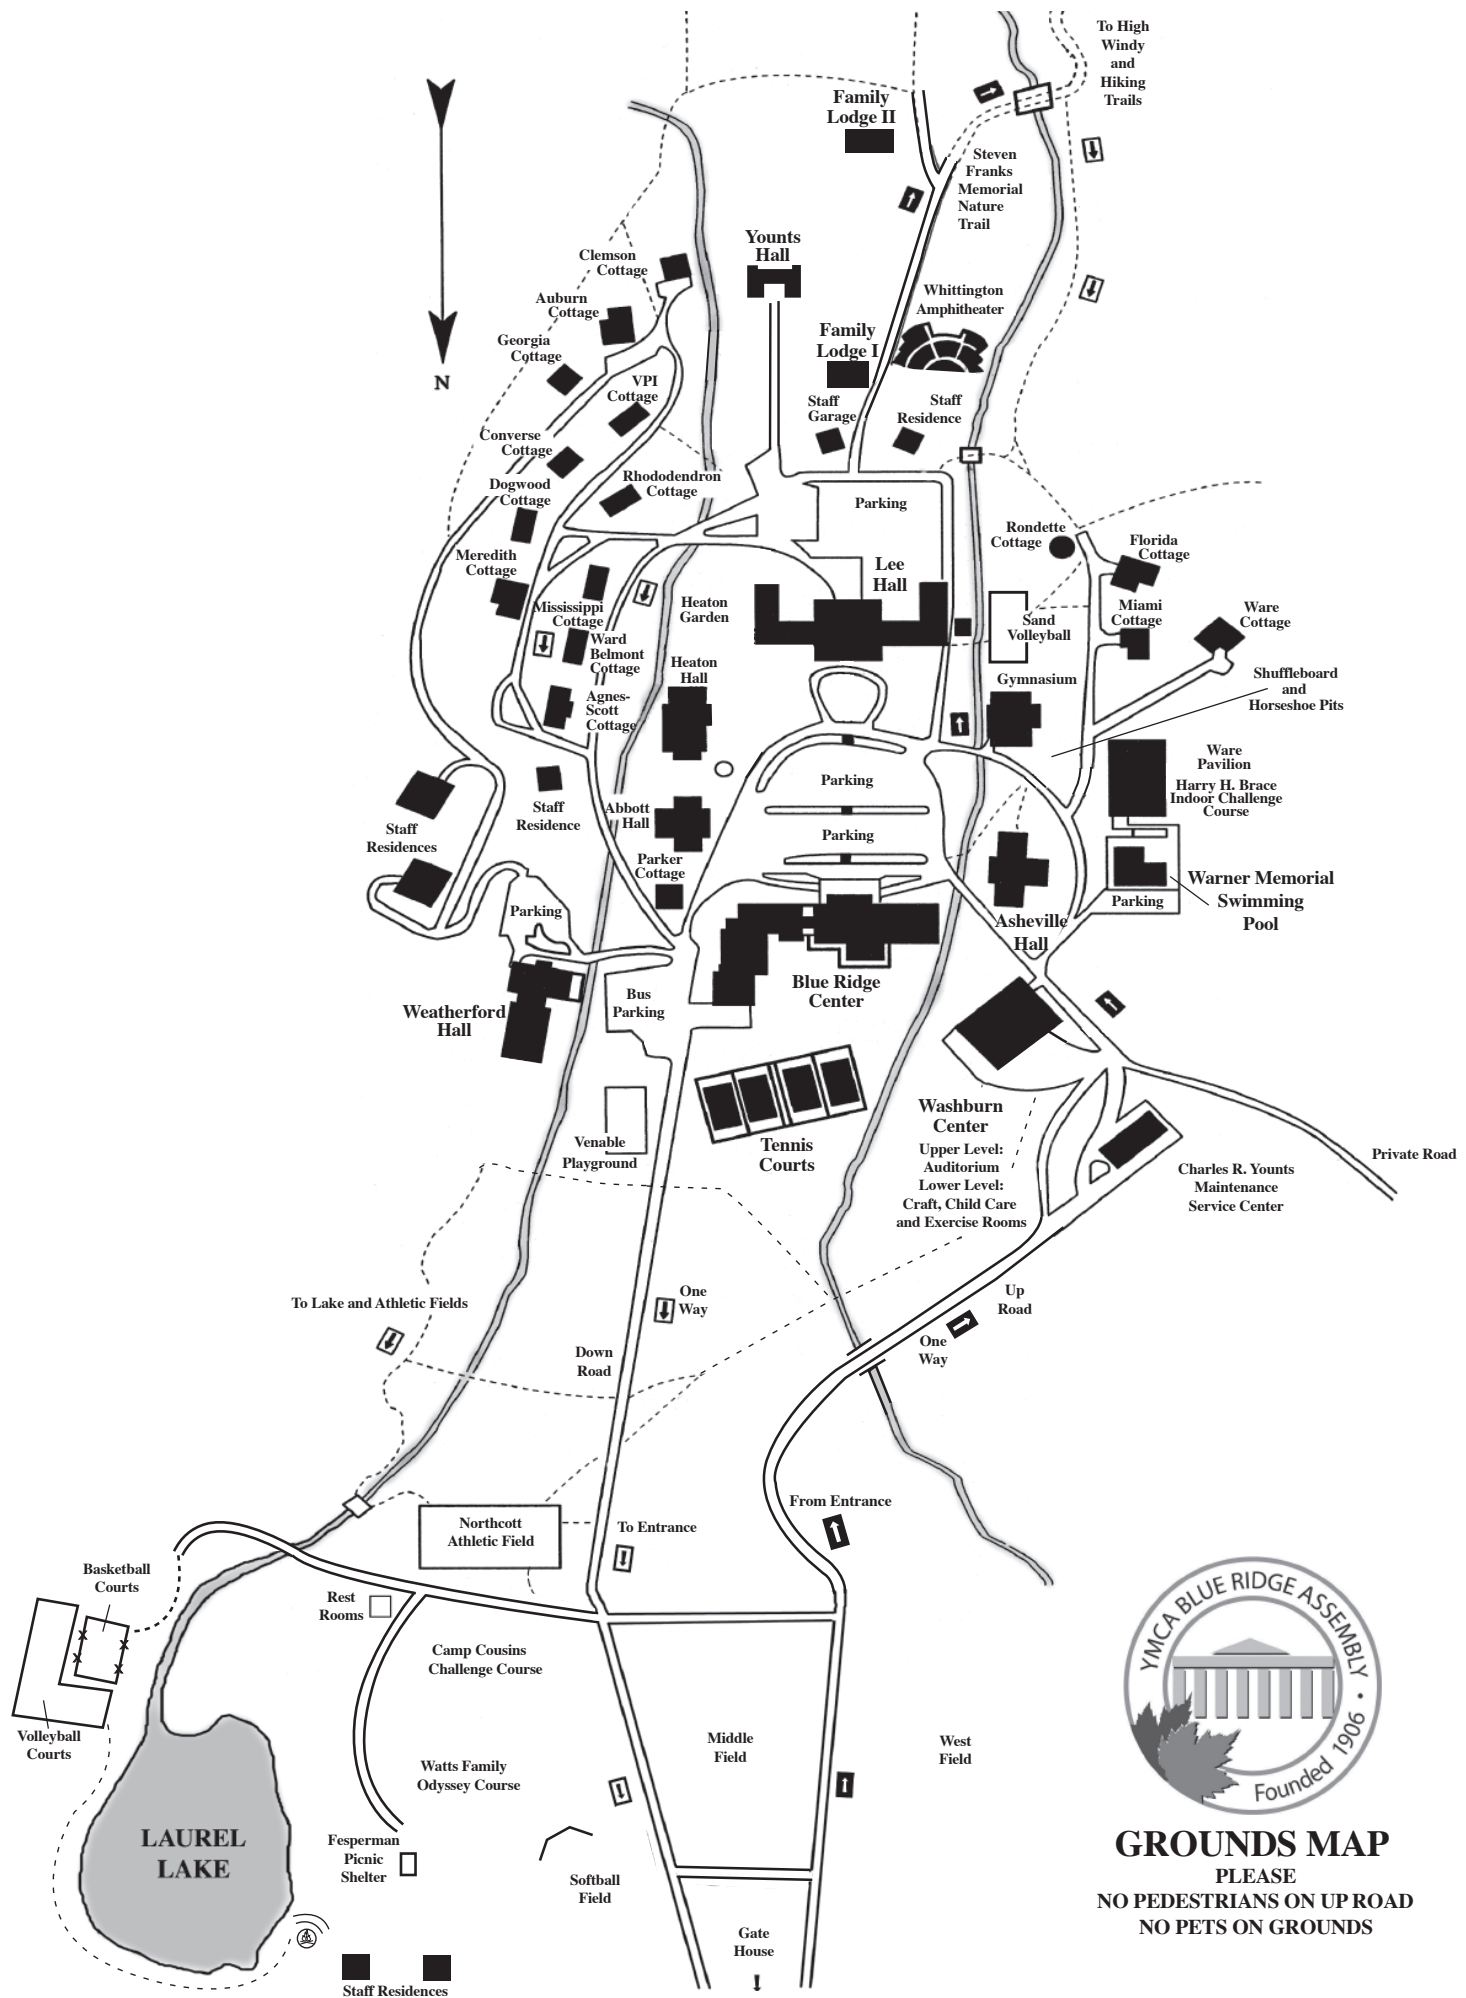 To High
Windy
and
Hiking
Trails
Family
Lodge II
Steven
Franks
Memorial
Nature
Trail
Younts
Hall
Clemson
Cottage
Whittington
Amphitheater
Auburn
Cottage
Family
Lodge I
Georgia
Cottage
N
VPI
Cottage
Staff
Garage
Staff
Residence
Converse
Cottage
Rhododendron
Cottage
Dogwood
Cottage
Parking
Rondette
Cottage
Florida
Cottage
Meredith
Cottage
Lee
Hall
Mississippi
Cottage
Heaton
Garden
Sand
Volleyball
Miami
Cottage
Ware
Cottage
Ward
Belmont
Cottage
Heaton
Hall
Gymnasium
Shuffleboard
and
Horseshoe Pits
Agnes-
Scott
Cottage
Ware
Pavilion
Harry H. Brace
Indoor Challenge
Course
Parking
Staff
Residence
Abbott
Hall
Staff
Residences
Parking
Parker
Cottage
Warner Memorial
Swimming
Pool
Parking
Parking
Asheville
Hall
Blue Ridge
Center
Bus
Parking
Weatherford
Hall
Washburn
Center
Upper Level:
Auditorium
Lower Level:
Craft, Child Care
and Exercise Rooms
Venable
Playground
Tennis
Courts
Private Road
Charles R. Younts
Maintenance
Service Center
To Lake and Athletic Fields
One
Way
Up
Road
Down
Road
One
Way
From Entrance
Northcott
Athletic Field
To Entrance
Basketball
Courts
Rest
Rooms
x
x
x
x
Camp Cousins
Challenge Course
Volleyball
Courts
Middle
Field
West
Field
Watts Family
Odyssey Course
LAUREL
LAKE
Fesperman
Picnic
Shelter
Softball
Field
Gate
House
Staff Residences
YMCA BLUE RIDGE ASSEMBLY •
Founded 1906
GROUNDS MAP
PLEASE
NO PEDESTRIANS ON UP ROAD
NO PETS ON GROUNDS